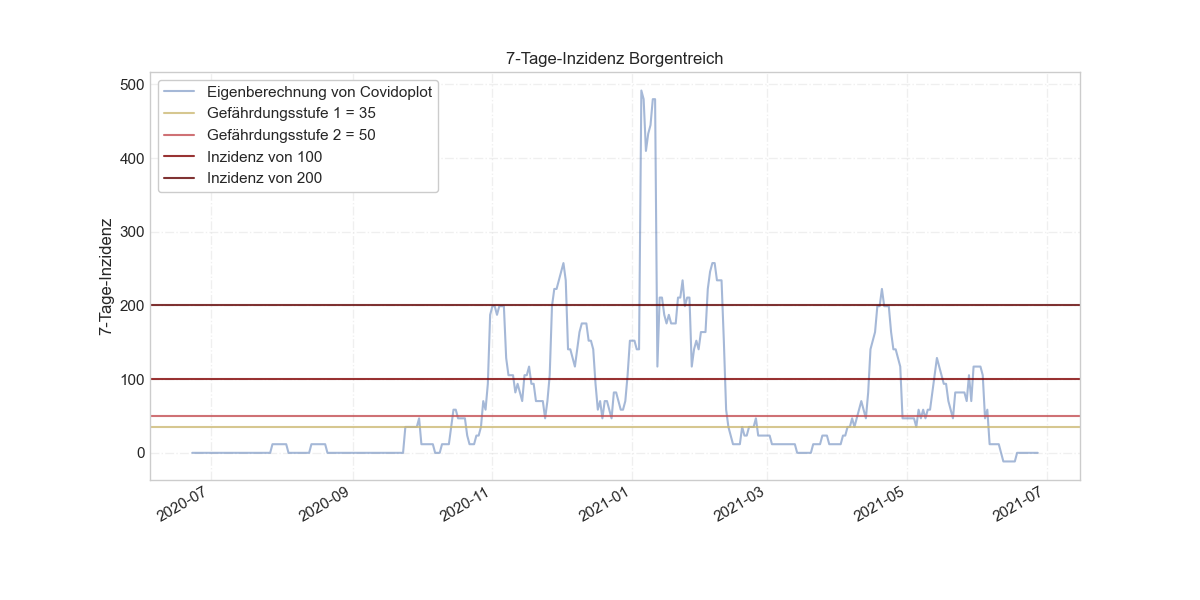 7-Tage-Inzidenz Borgentreich
Eigenberechnung von Covidoplot
Gefährdungsstufe 1 = 35
Gefährdungsstufe 2 = 50
Inzidenz von 100
Inzidenz von 200
7-Tage-Inzidenz
500
400
300
200
100
0
2020-07
2020-09
2020-11
2021-01
2021-03
2021-05
2021-07